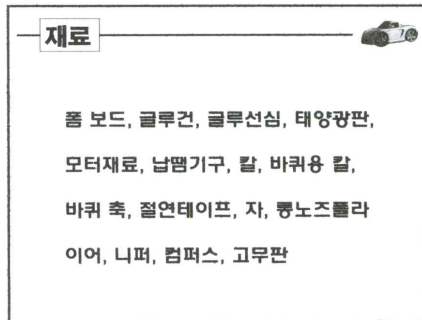 재료
폼 보드, 글루건, 글루선심, 태양광판,
모터재료, 납땜기구, 칼, 바퀴용 칼,
바퀴 축, 절연테이프, 자, 롱노즈플라
이어, 니퍼, 컴퍼스, 고무판